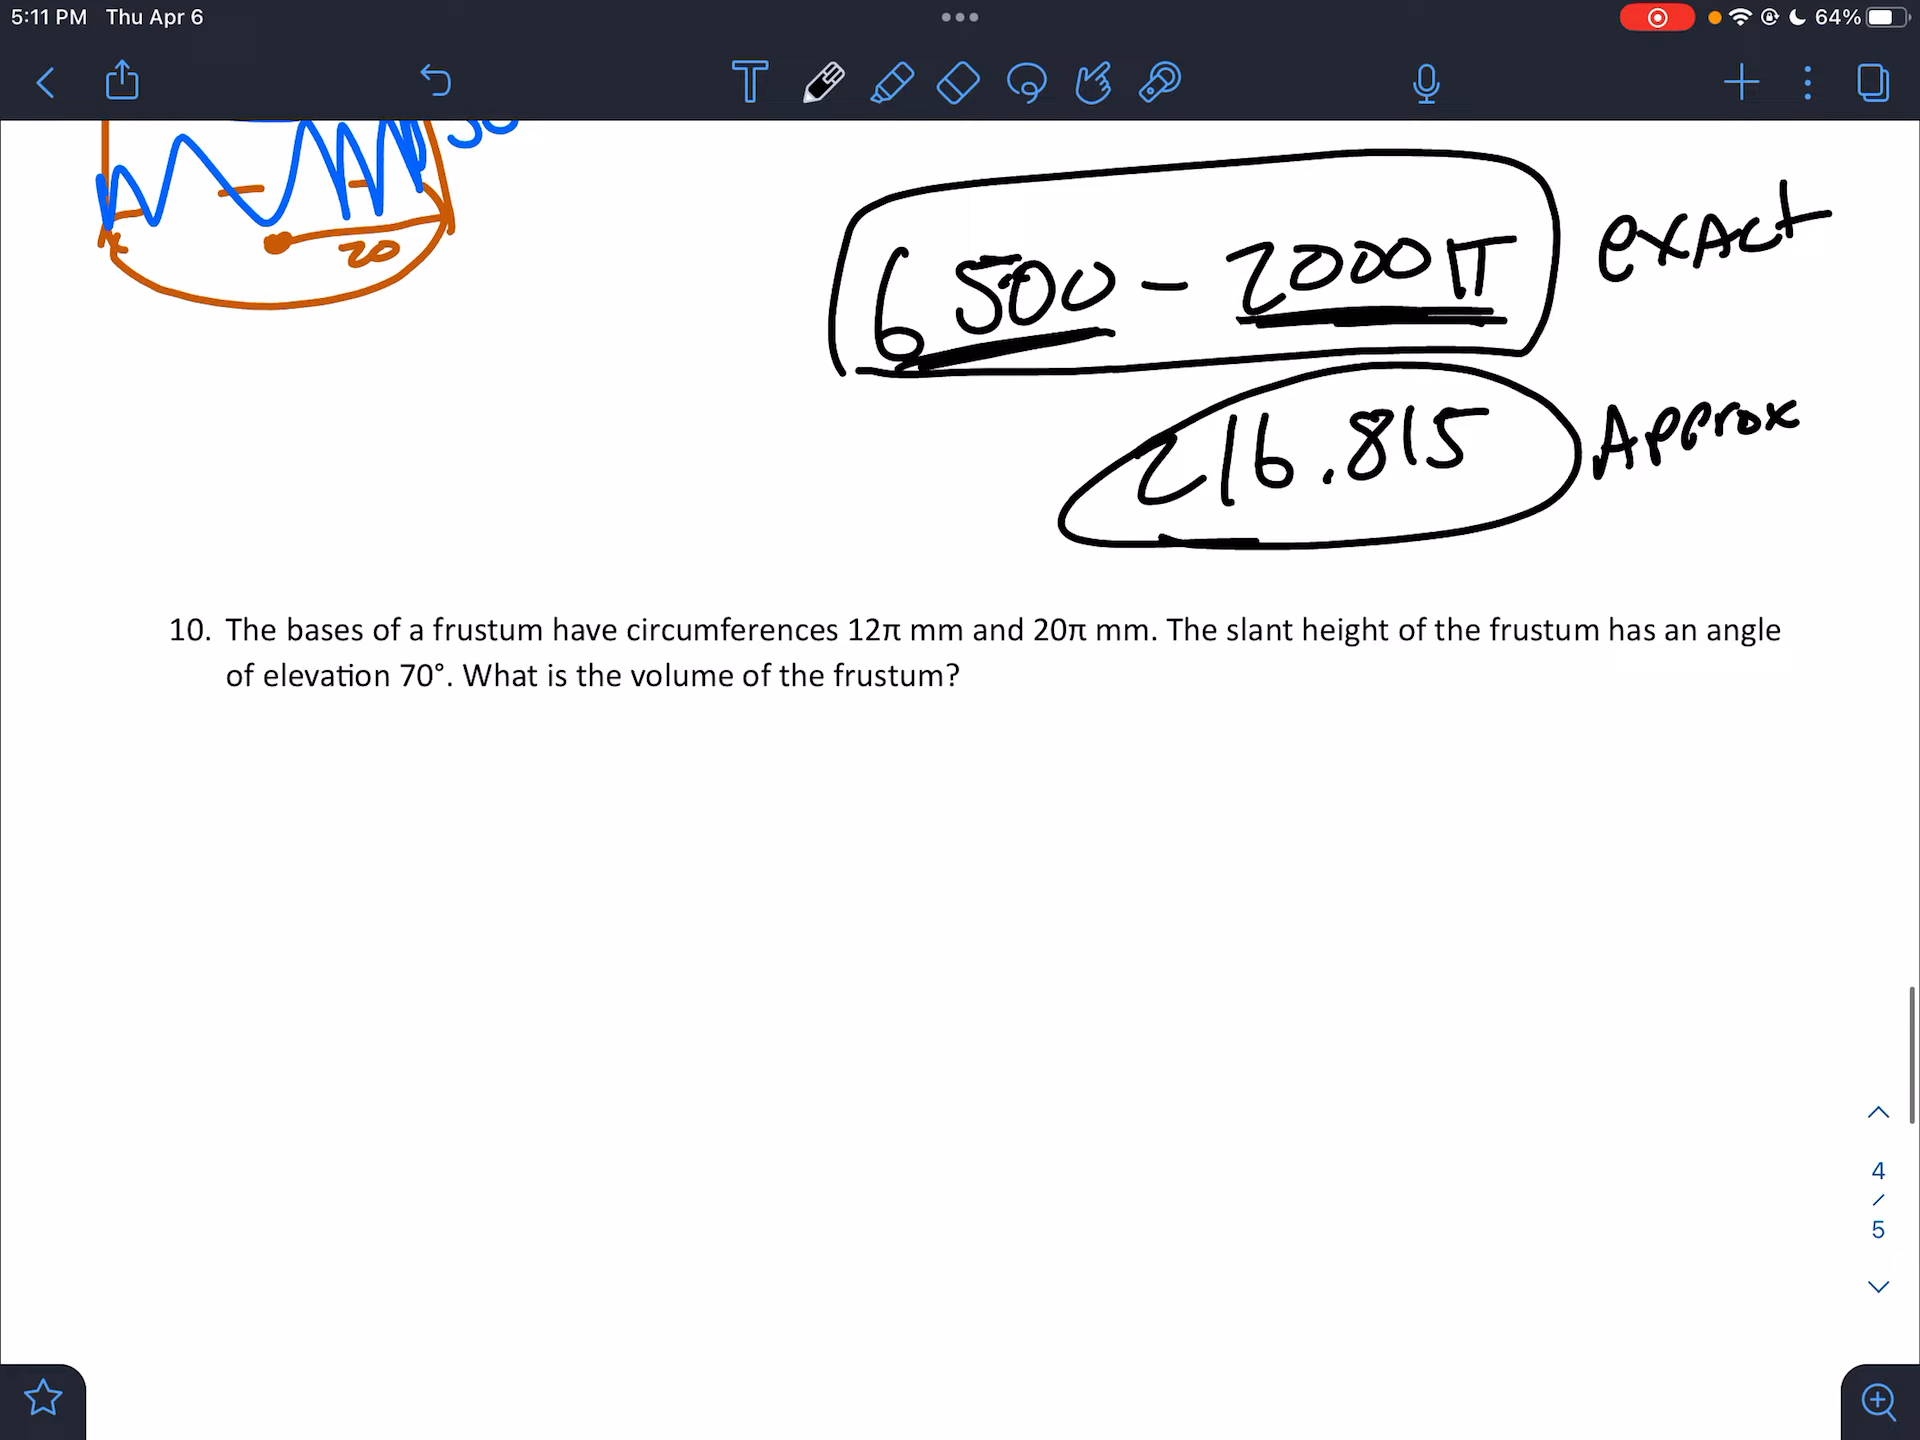 5:11 PM Thu Apr 6
64%
20
6500 - 2000π exact
216.815 Approx
10. The bases of a frustum have circumferences 12π mm and 20π mm. The slant height of the frustum has an angle
of elevation 70°. What is the volume of the frustum?
4
/
5